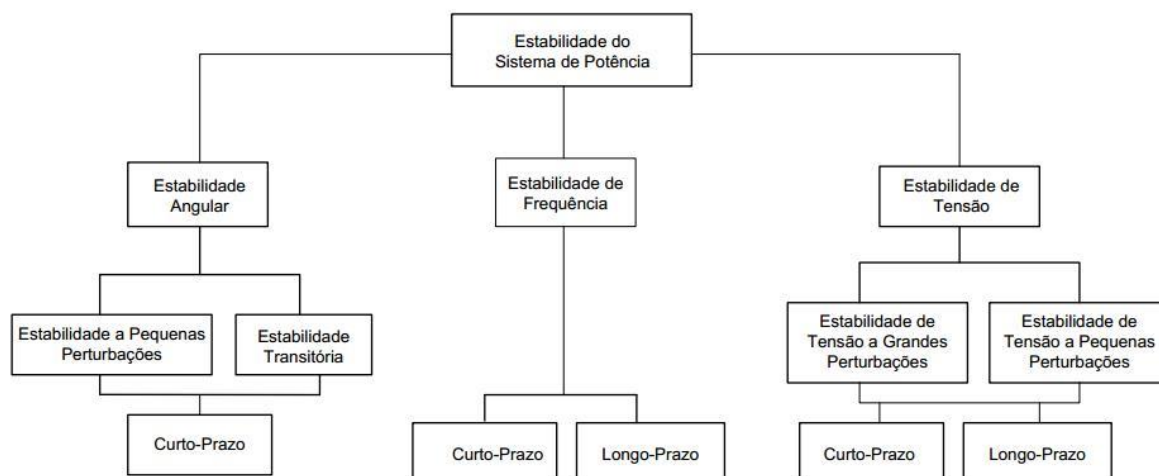 Estabilidade do
Sistema de Potência
Estabilidade
Angular
Estabilidade de
Frequência
Estabilidade de
Tensão
Estabilidade a Pequenas
Perturbações
Estabilidade
Transitória
Estabilidade de
Tensão a Grandes
Perturbações
Estabilidade de
Tensão a Pequenas
Perturbações
Curto-Prazo
Curto-Prazo
Longo-Prazo
Curto-Prazo
Longo-Prazo